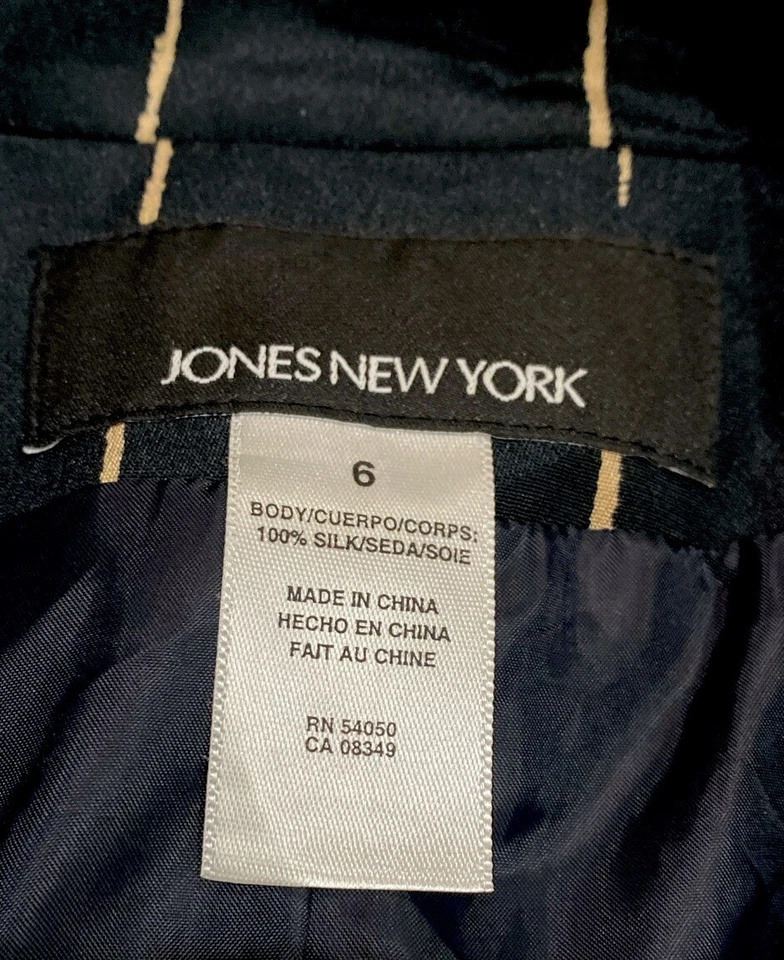 JONES NEW YORK
6
BODY/CUERPO/CORPS:
100% SILK/SEDA/SOIE
MADE IN CHINA
HECHO EN CHINA
FAIT AU CHINE
RN 54050
CA 08349